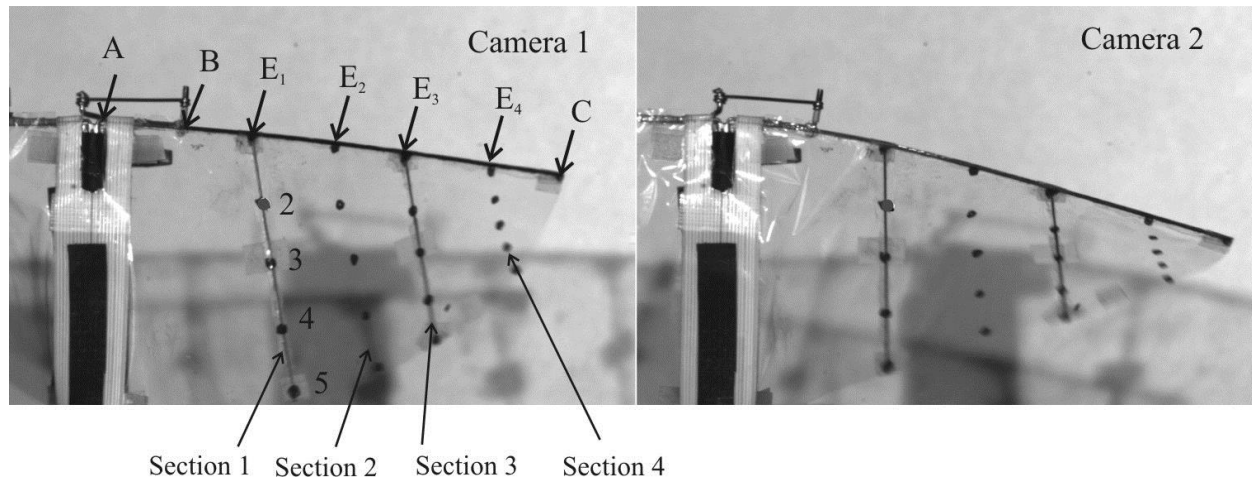 Camera 1
Camera 2
A
B
E₁
E₂
E₃
E₄
C
2
3
4
5
Section 1
Section 2
Section 3
Section 4